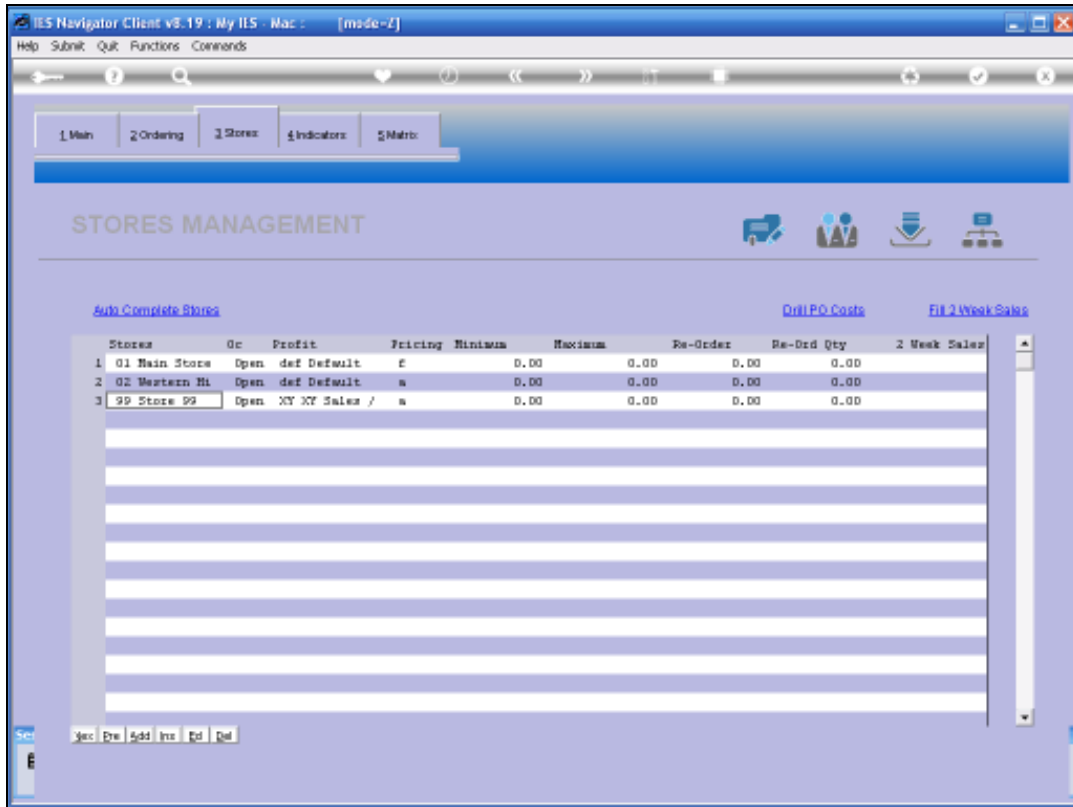 IES Navigator Client v8.19 : My IES - Mac : [mode=Z]
Help Submit Quit Functions Commands
1 Main 2 Ordering 3 Stores 4 Indicators 5 Matrix
STORES MANAGEMENT
Auto Complete Stores Drill PO Costs Fill 2 Week Sales
Stores Oc Profit Pricing Minimum Maximum Re-Order Re-Ord Qty 2 Week Sales
1 01 Main Store Open def Default f 0.00 0.00 0.00 0.00
2 02 Western Mi Open def Default m 0.00 0.00 0.00 0.00
3 99 Store 99 Open XY XY Sales / m 0.00 0.00 0.00 0.00
Nex Pre Add Ins Ed Del